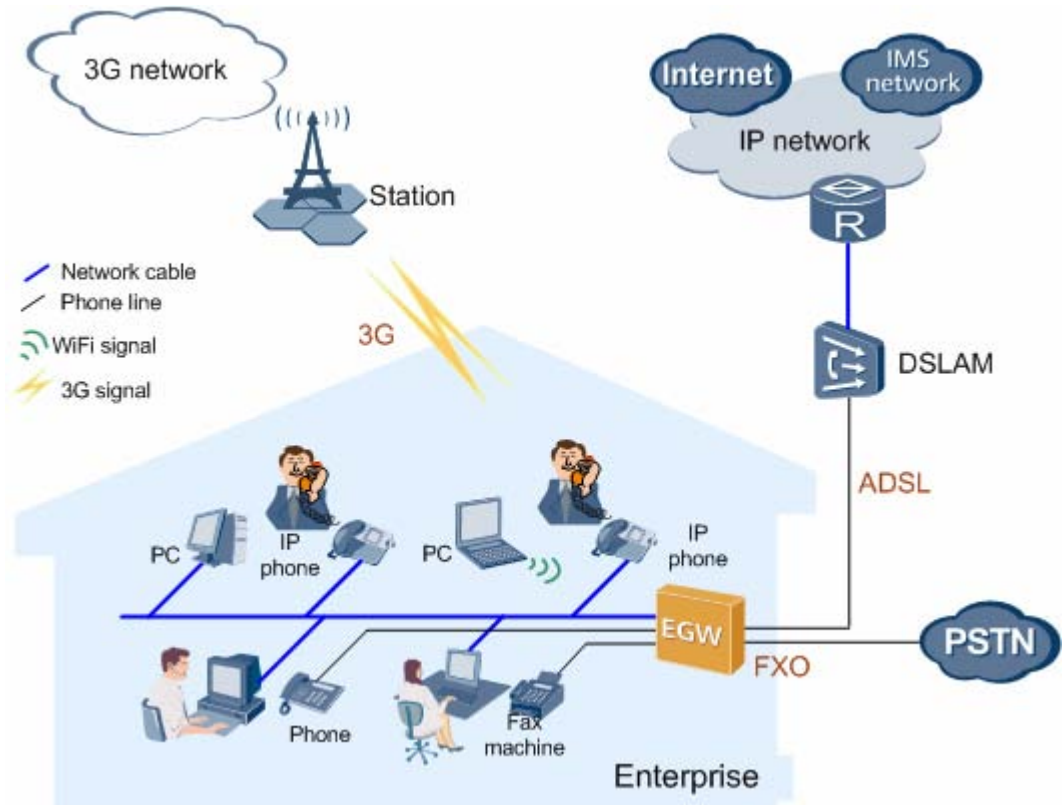 3G network
Internet
IMS
network
IP network
R
Station
Network cable
Phone line
WiFi signal
3G signal
3G
DSLAM
ADSL
PC
IP
phone
PC
IP
phone
EGW
FXO
PSTN
Phone
Fax
machine
Enterprise